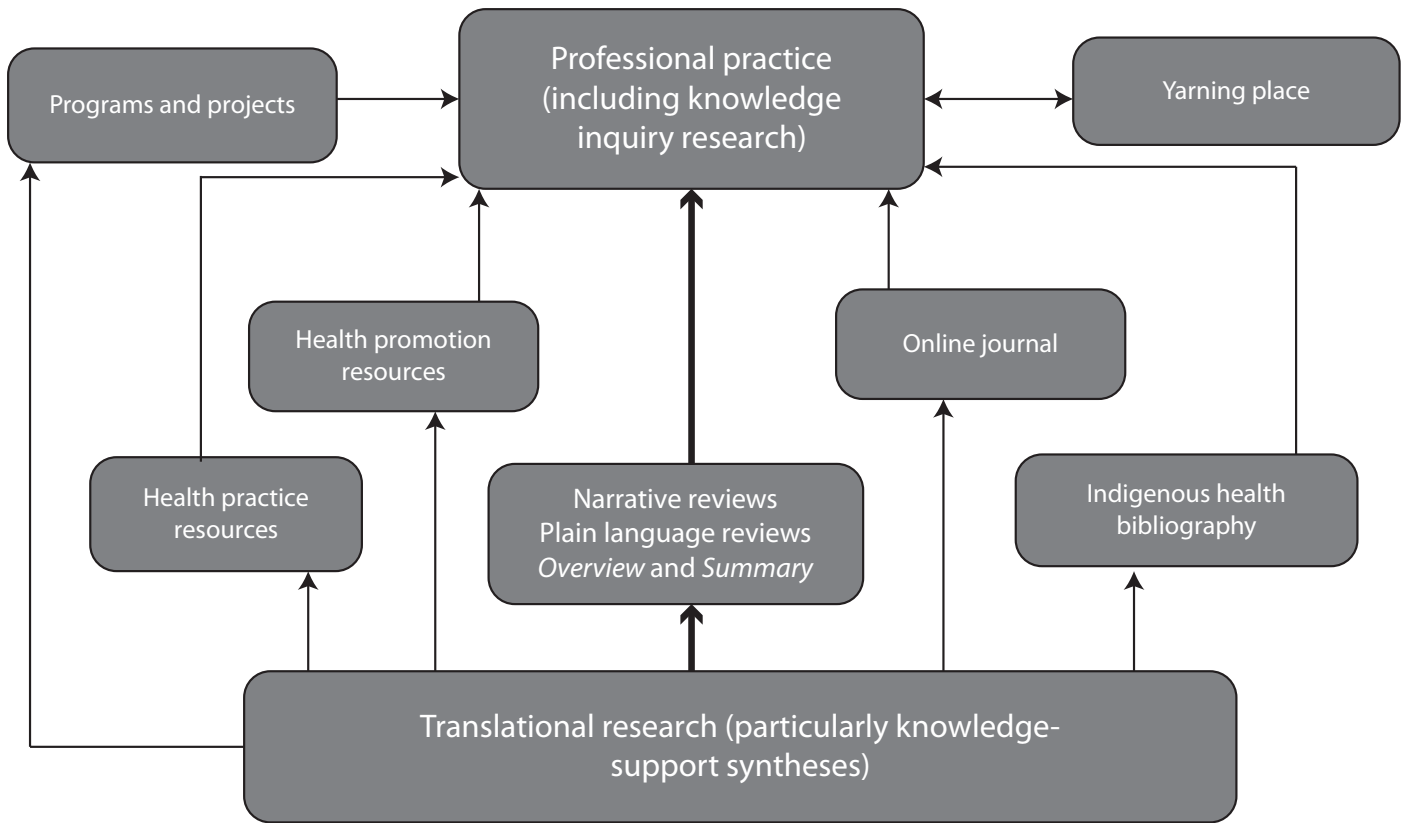 Professional practice
(including knowledge
inquiry research)
Programs and projects
Yarning place
Health promotion
resources
Online journal
Health practice
resources
Narrative reviews
Plain language reviews
Overview and Summary
Indigenous health
bibliography
Translational research (particularly knowledge-
support syntheses)